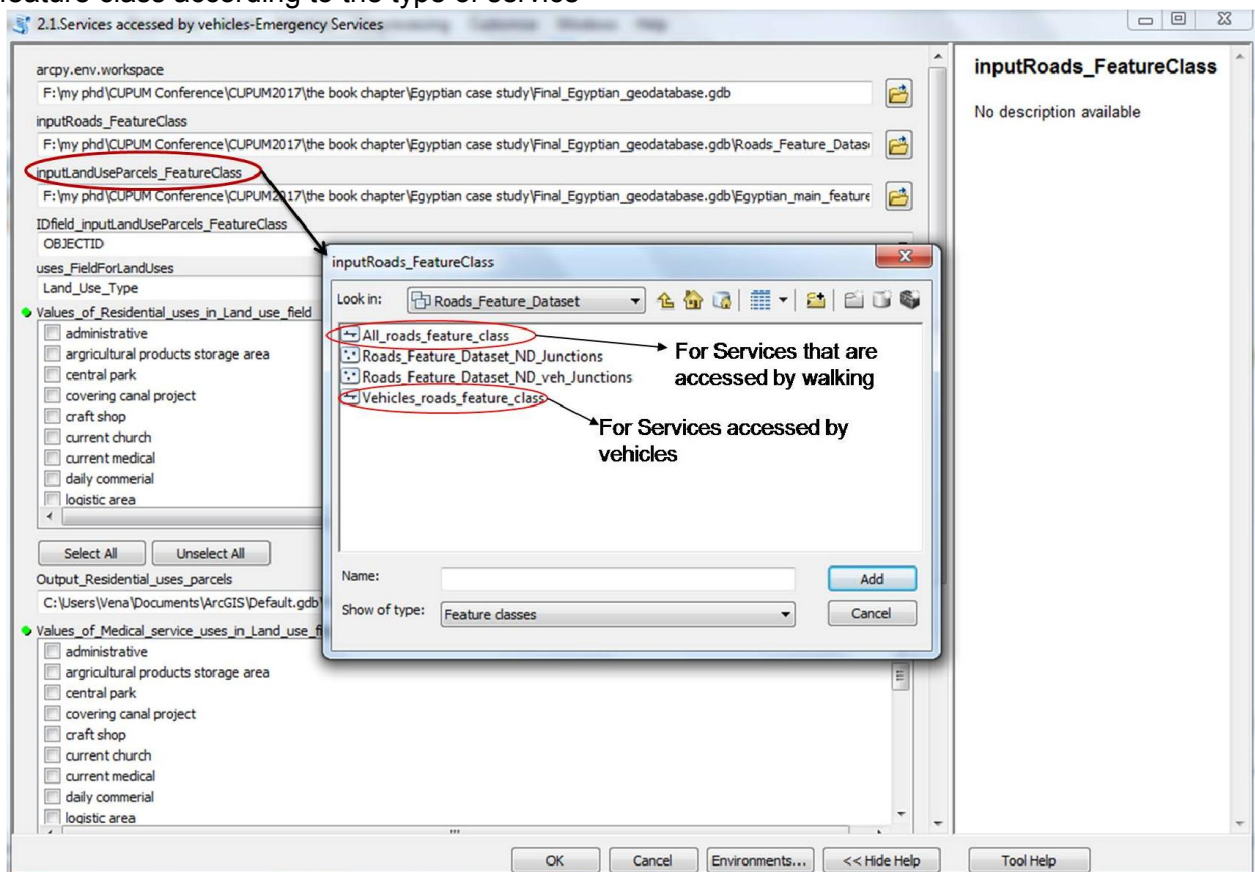 feature class according to the type of service
2.1.Services accessed by vehicles-Emergency Services
arcpy.env.workspace
F:\my phd\CUPUM Conference\CUPUM2017\the book chapter\Egyptian case study\Final_Egyptian_geodatabase.gdb
inputRoads_FeatureClass
F:\my phd\CUPUM Conference\CUPUM2017\the book chapter\Egyptian case study\Final_Egyptian_geodatabase.gdb\Roads_Feature_Datas
inputLandUseParcels_FeatureClass
F:\my phd\CUPUM Conference\CUPUM2017\the book chapter\Egyptian case study\Final_Egyptian_geodatabase.gdb\Egyptian_main_feature
IDfield_inputLandUseParcels_FeatureClass
OBJECTID
uses_FieldForLandUses
Land_Use_Type
Values_of_Residential_uses_in_Land_use_field
administrative
argricultural products storage area
central park
covering canal project
craft shop
current church
current medical
daily commerial
logistic area
Select All Unselect All
Output_Residential_uses_parcels
C:\Users\Vena\Documents\ArcGIS\Default.gdb
Values_of_Medical_service_uses_in_Land_use_f
administrative
argricultural products storage area
central park
covering canal project
craft shop
current church
current medical
daily commerial
logistic area
inputRoads_FeatureClass
Look in: Roads_Feature_Dataset
All_roads_feature_class
Roads_Feature_Dataset_ND_Junctions
Roads_Feature_Dataset_ND_veh_Junctions
Vehicles_roads_feature_class
For Services that are
accessed by walking
For Services accessed by
vehicles
Name: Add
Show of type: Feature classes Cancel
OK Cancel Environments... << Hide Help Tool Help
inputRoads_FeatureClass
No description available